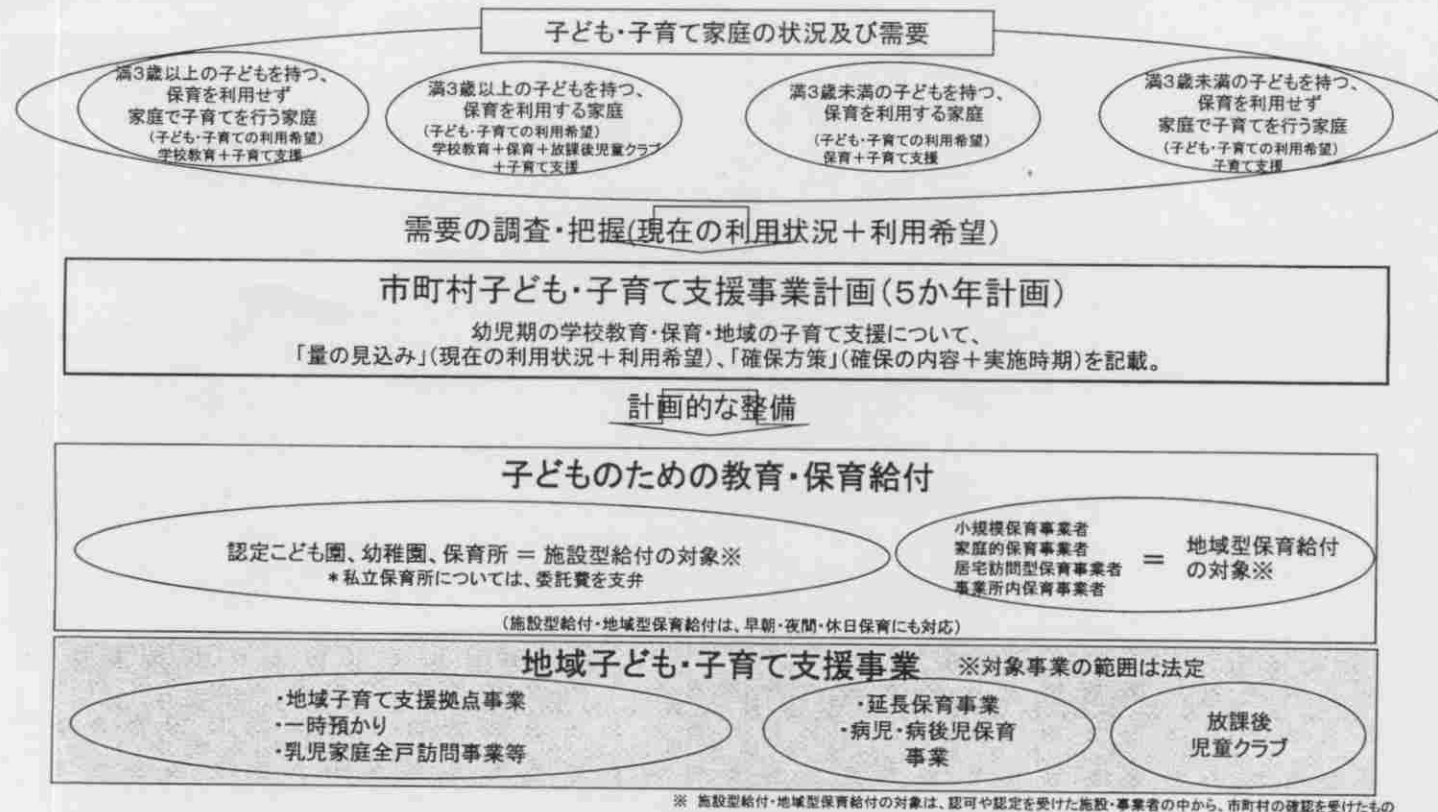 子ども・子育て家庭の状況及び需要
満3歳以上の子どもを持つ、
保育を利用せず
家庭で子育てを行う家庭
(子ども・子育ての利用希望)
学校教育＋子育て支援
満3歳以上の子どもを持つ、
保育を利用する家庭
(子ども・子育ての利用希望)
学校教育＋保育＋放課後児童クラブ
＋子育て支援
満3歳未満の子どもを持つ、
保育を利用する家庭
(子ども・子育ての利用希望)
保育＋子育て支援
満3歳未満の子どもを持つ、
保育を利用せず
家庭で子育てを行う家庭
(子ども・子育ての利用希望)
子育て支援
需要の調査・把握(現在の利用状況＋利用希望)
市町村子ども・子育て支援事業計画(5か年計画)
幼児期の学校教育・保育・地域の子育て支援について、
「量の見込み」(現在の利用状況＋利用希望)、「確保方策」(確保の内容＋実施時期)を記載。
計画的な整備
子どものための教育・保育給付
認定こども園、幼稚園、保育所 ＝ 施設型給付の対象※
＊私立保育所については、委託費を支弁
小規模保育事業者
家庭的保育事業者
居宅訪問型保育事業者
事業所内保育事業者
＝
地域型保育給付
の対象※
(施設型給付・地域型保育給付は、早朝・夜間・休日保育にも対応)
地域子ども・子育て支援事業 ※対象事業の範囲は法定
・地域子育て支援拠点事業
・一時預かり
・乳児家庭全戸訪問事業等
・延長保育事業
・病児・病後児保育
事業
放課後
児童クラブ
※ 施設型給付・地域型保育給付の対象は、認可や認定を受けた施設・事業者の中から、市町村の確認を受けたもの